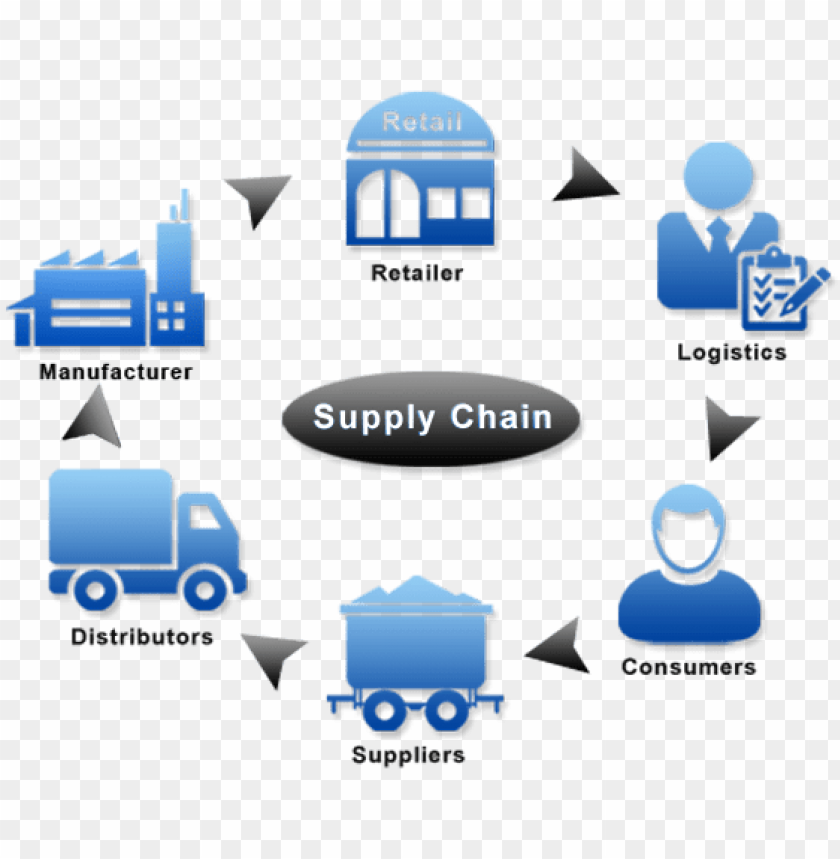 Retail
Retailer
Logistics
Manufacturer
Supply Chain
Consumers
Distributors
Suppliers